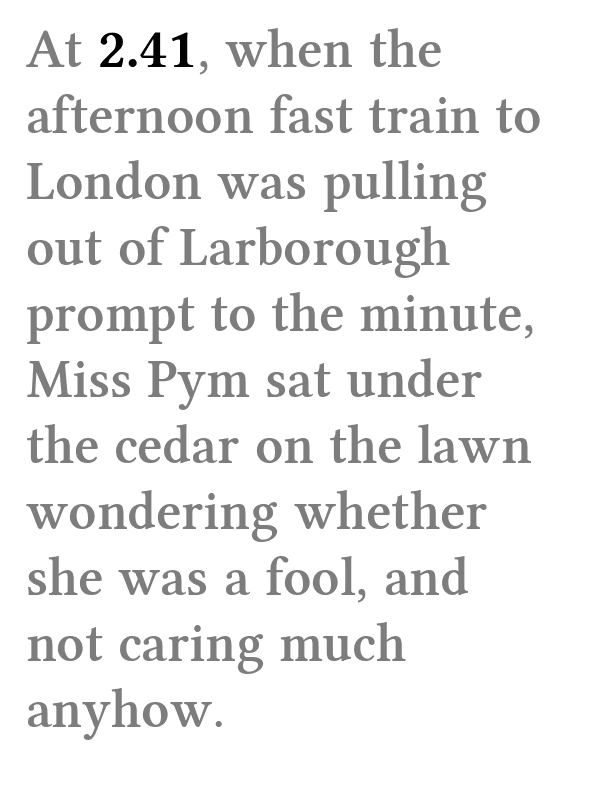 At 2.41, when the
afternoon fast train to
London was pulling
out of Larborough
prompt to the minute,
Miss Pym sat under
the cedar on the lawn
wondering whether
she was a fool, and
not caring much
anyhow.